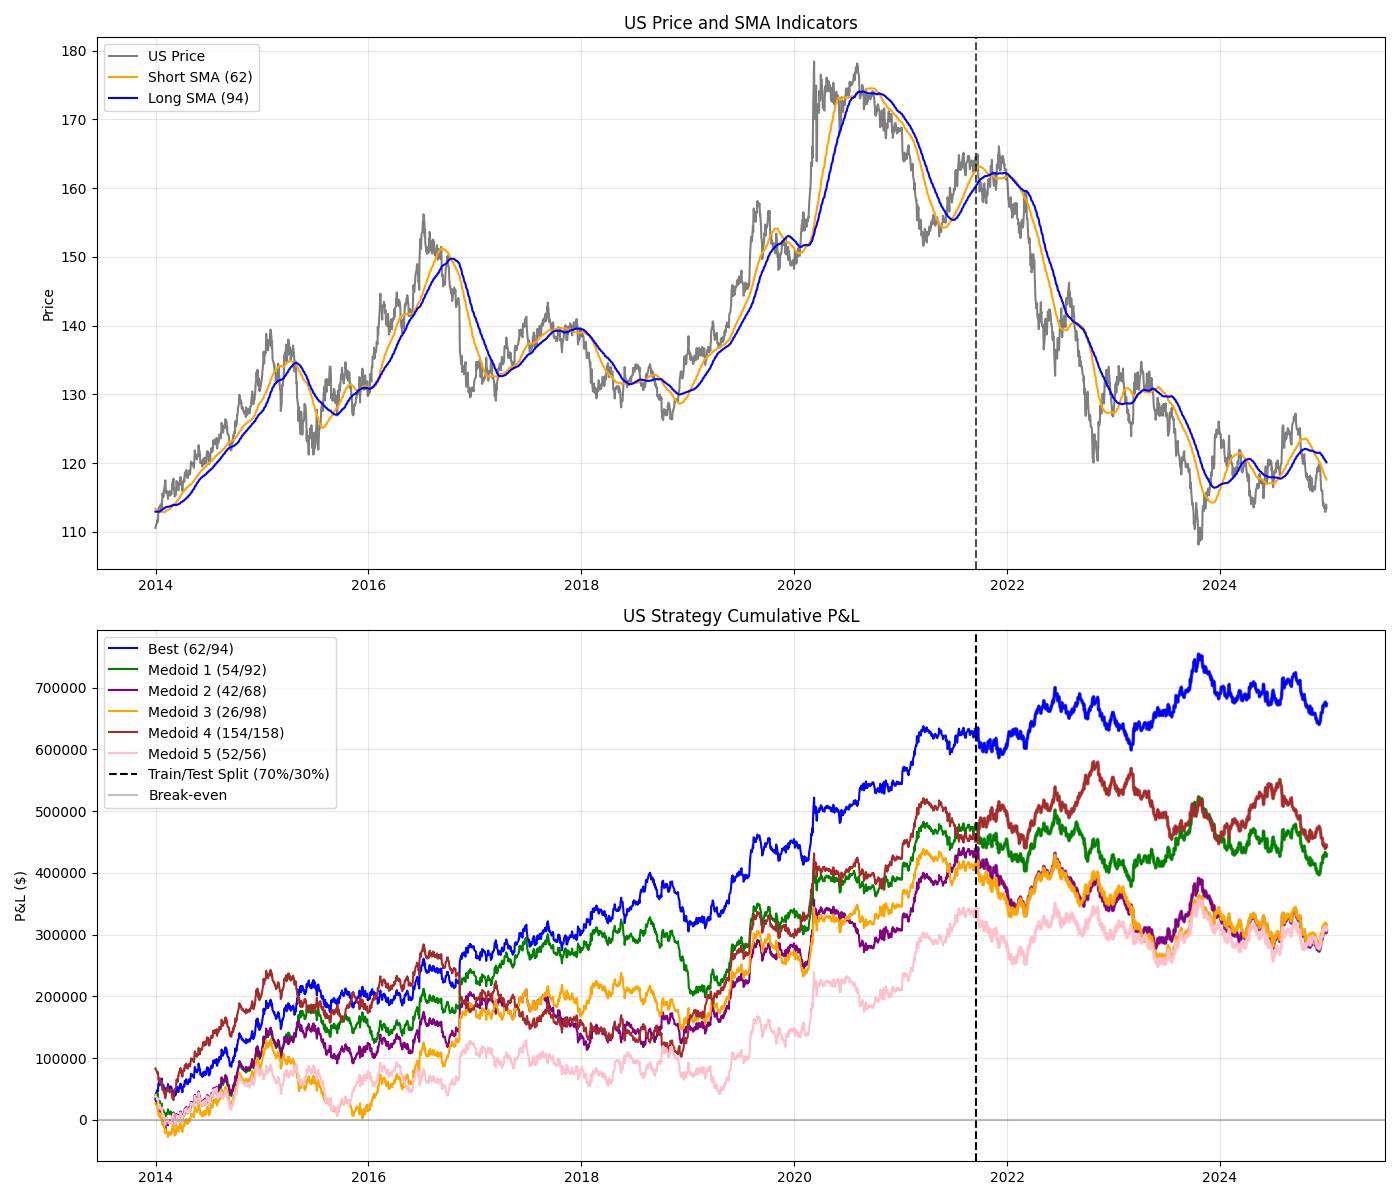 US Price and SMA Indicators
US Price
Short SMA (62)
Long SMA (94)
Price
180
170
160
150
140
130
120
110
2014
2016
2018
2020
2022
2024
US Strategy Cumulative P&L
Best (62/94)
Medoid 1 (54/92)
Medoid 2 (42/68)
Medoid 3 (26/98)
Medoid 4 (154/158)
Medoid 5 (52/56)
Train/Test Split (70%/30%)
Break-even
P&L ($)
700000
600000
500000
400000
300000
200000
100000
0
2014
2016
2018
2020
2022
2024